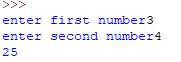 >>>
enter first number3
enter second number4
25